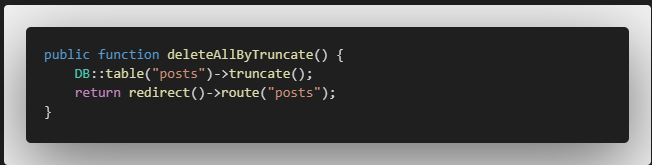 public function deleteAllByTruncate() {
    DB::table("posts")->truncate();
    return redirect()->route("posts");
}